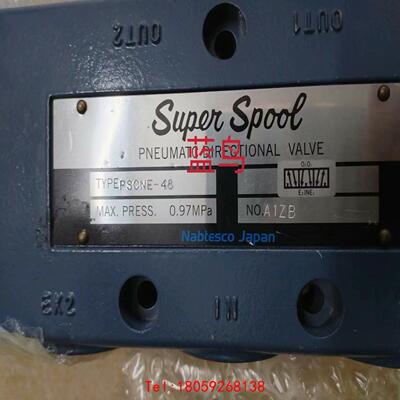 OUT2 OUT1
Super Spool
蓝鸟
PNEUMATIC DIRECTIONAL VALVE
TYPE PSCNE-48
MAX. PRESS. 0.97MPa NO. A1ZB
Nabtesco Japan
EX2 IN
Tel:18059268138